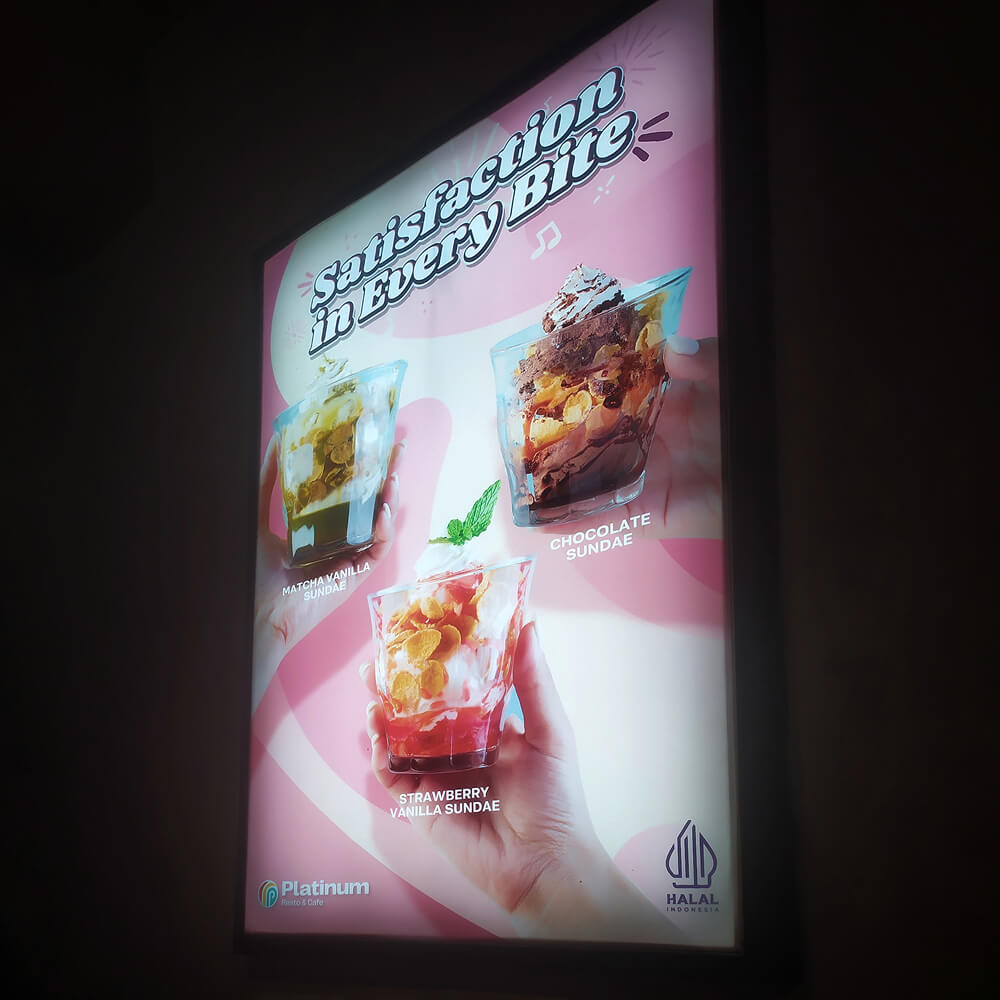 Satisfaction
in Every Bite
MATCHA VANILLA
SUNDAE
CHOCOLATE
SUNDAE
STRAWBERRY
VANILLA SUNDAE
Platinum
Resto & Cafe
HALAL
INDONESIA